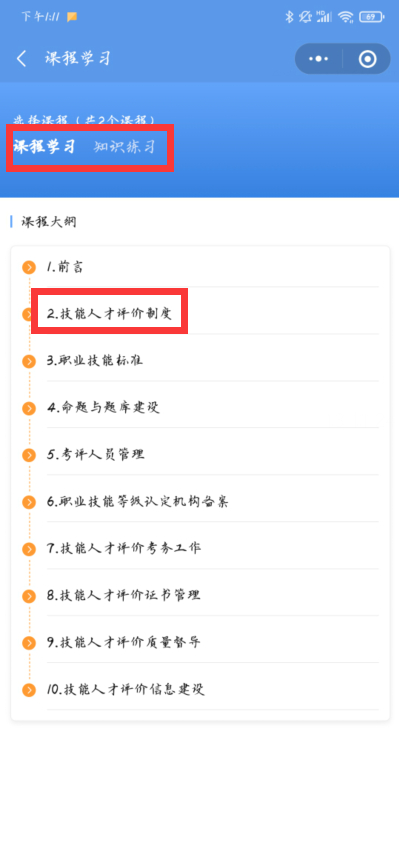 下午1:11
HD
69
课程学习
选择课程（共2个课程）
课程学习 知识练习
课程大纲
1.前言
2.技能人才评价制度
3.职业技能标准
4.命题与题库建设
5.考评人员管理
6.职业技能等级认定机构备案
7.技能人才评价考务工作
8.技能人才评价证书管理
9.技能人才评价质量督导
10.技能人才评价信息建设